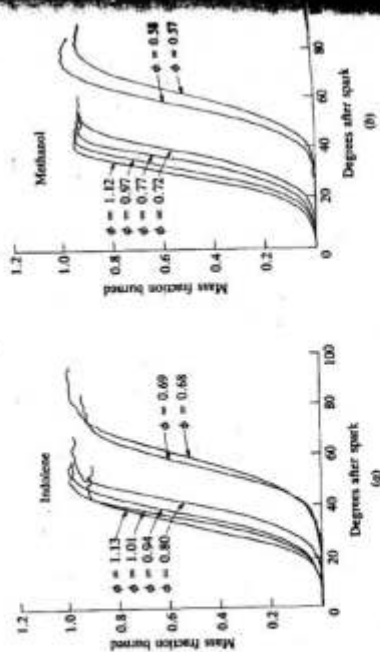 Indolene
Mass fraction burned
1.2
1.0
0.8
0.6
0.4
0.2
ϕ = 1.13
ϕ = 1.01
ϕ = 0.94
ϕ = 0.80
ϕ = 0.69
ϕ = 0.68
0 20 40 60 80 100
Degrees after spark
(a)
Methanol
Mass fraction burned
1.2
1.0
0.8
0.6
0.4
0.2
ϕ = 1.12
ϕ = 0.97
ϕ = 0.77
ϕ = 0.72
ϕ = 0.58
ϕ = 0.57
20 40 60 80
Degrees after spark
(b)